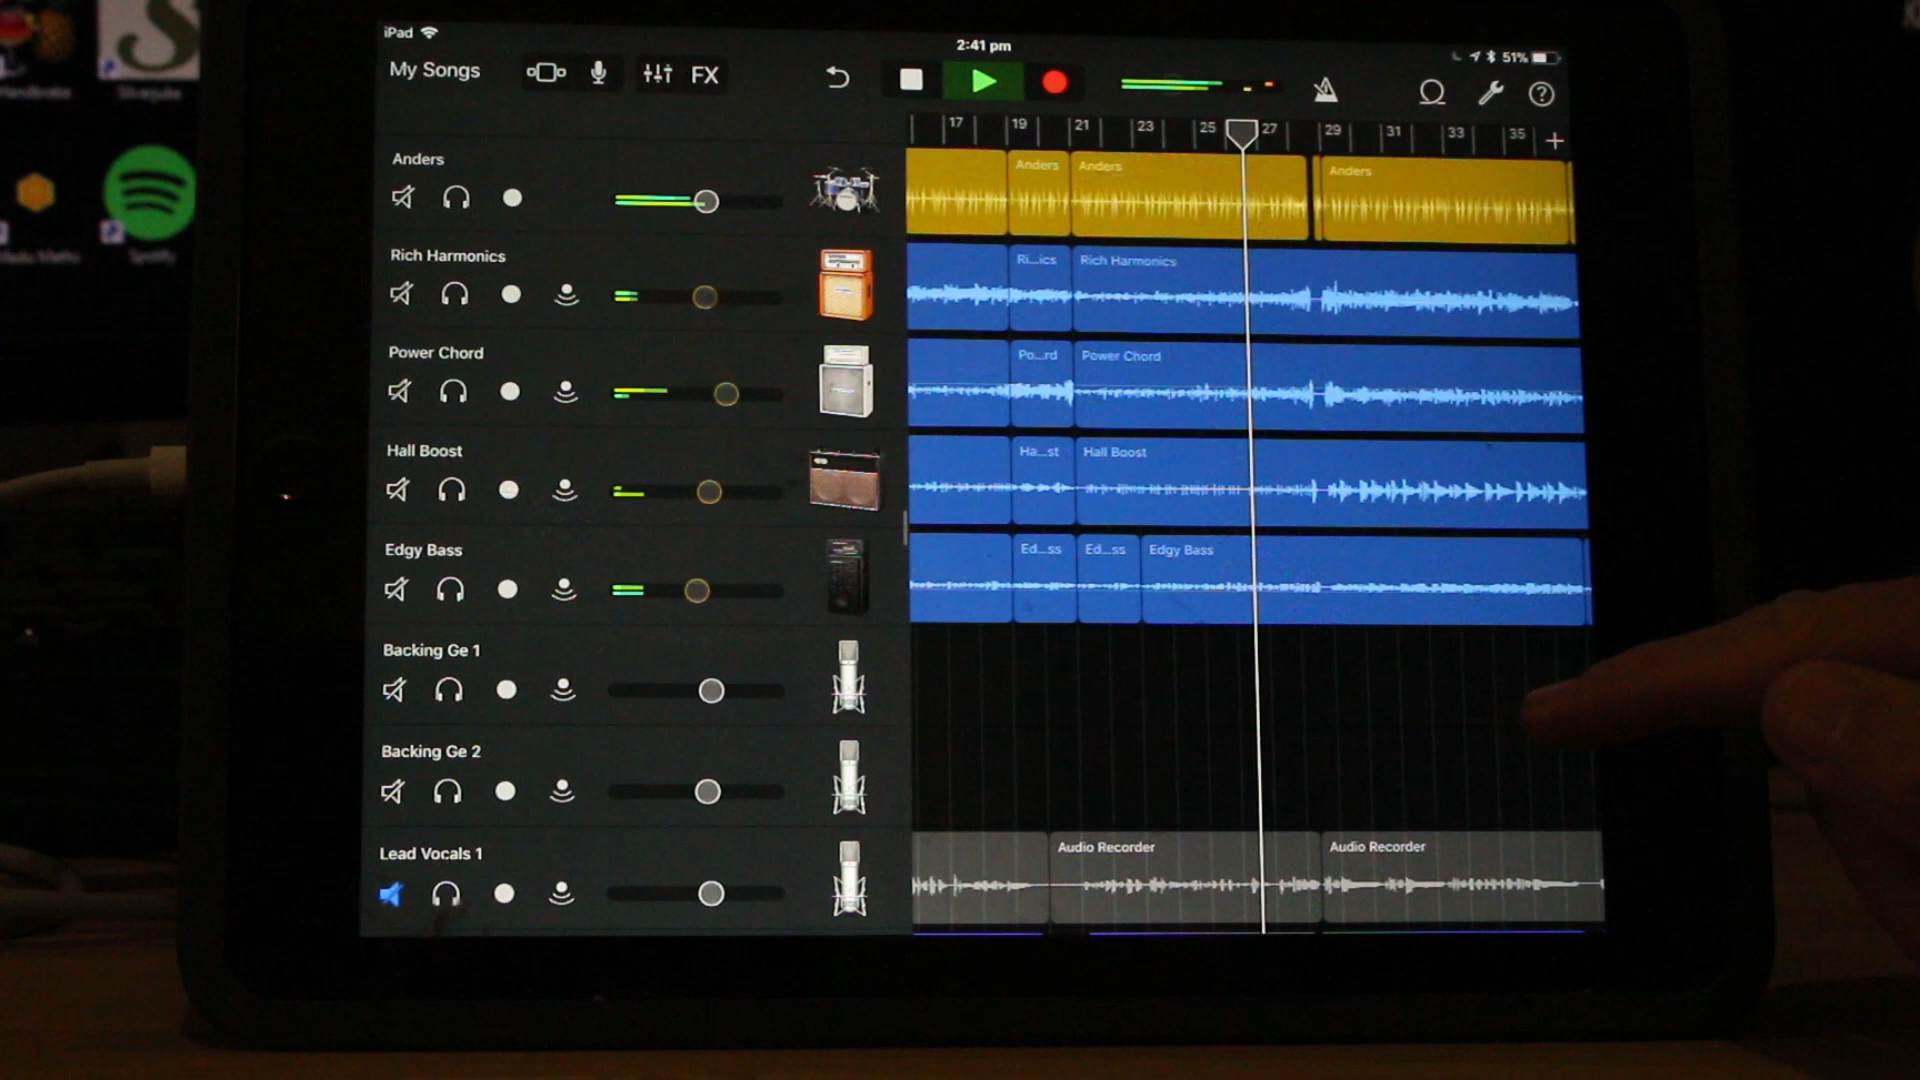 iPad
2:41 pm
51%
My Songs
FX
17 19 21 23 25 27 29 31 33 35
Anders
Anders
Anders
Anders
Rich Harmonics
Ri...ics
Rich Harmonics
Power Chord
Po...rd
Power Chord
Hall Boost
Ha...st
Hall Boost
Edgy Bass
Ed...ss
Ed...ss
Edgy Bass
Backing Ge 1
Backing Ge 2
Lead Vocals 1
Audio Recorder
Audio Recorder
Handbrake
Spotify